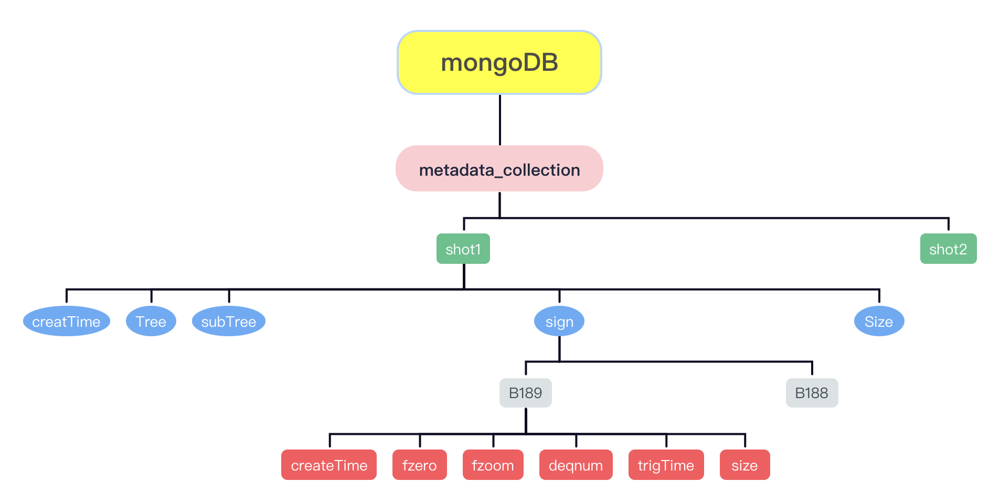 mongoDB
metadata_collection
shot1
shot2
creatTime
Tree
subTree
sign
Size
B189
B188
createTime
fzero
fzoom
deqnum
trigTime
size